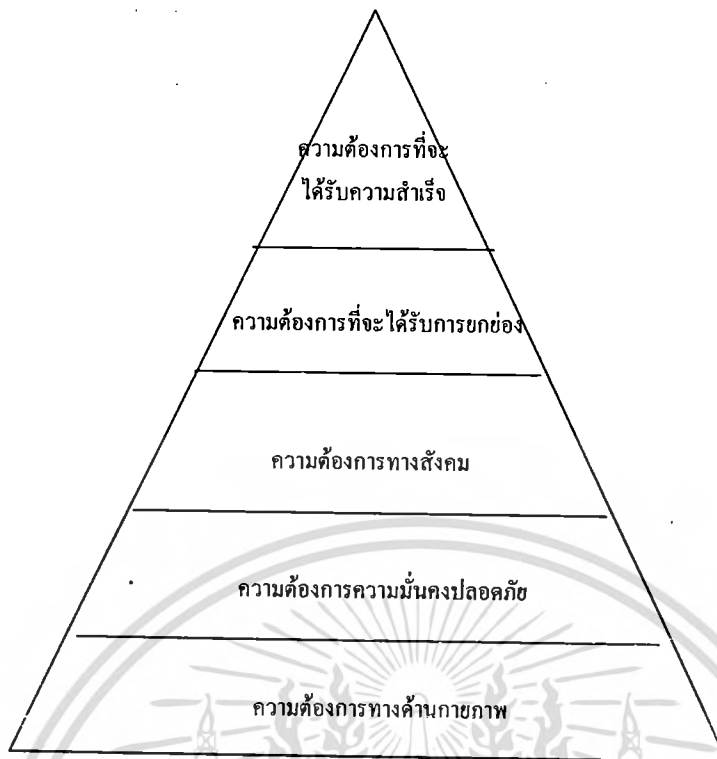 ความต้องการที่จะ
ได้รับความสำเร็จ
ความต้องการที่จะได้รับการยกย่อง
ความต้องการทางสังคม
ความต้องการความมั่นคงปลอดภัย
ความต้องการทางด้านกายภาพ